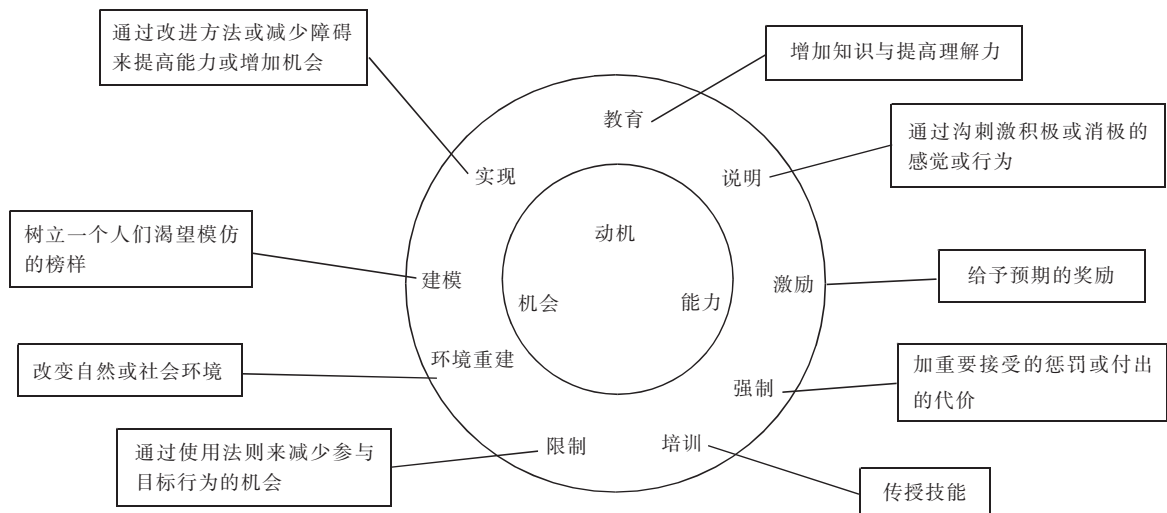 通过改进方法或减少障碍
来提高能力或增加机会
增加知识与提高理解力
教育
通过沟刺激积极或消极的
感觉或行为
实现
说明
树立一个人们渴望模仿
的榜样
动机
建模
激励
给予预期的奖励
机会
能力
环境重建
改变自然或社会环境
加重要接受的惩罚或付出
的代价
强制
限制
培训
通过使用法则来减少参与
目标行为的机会
传授技能